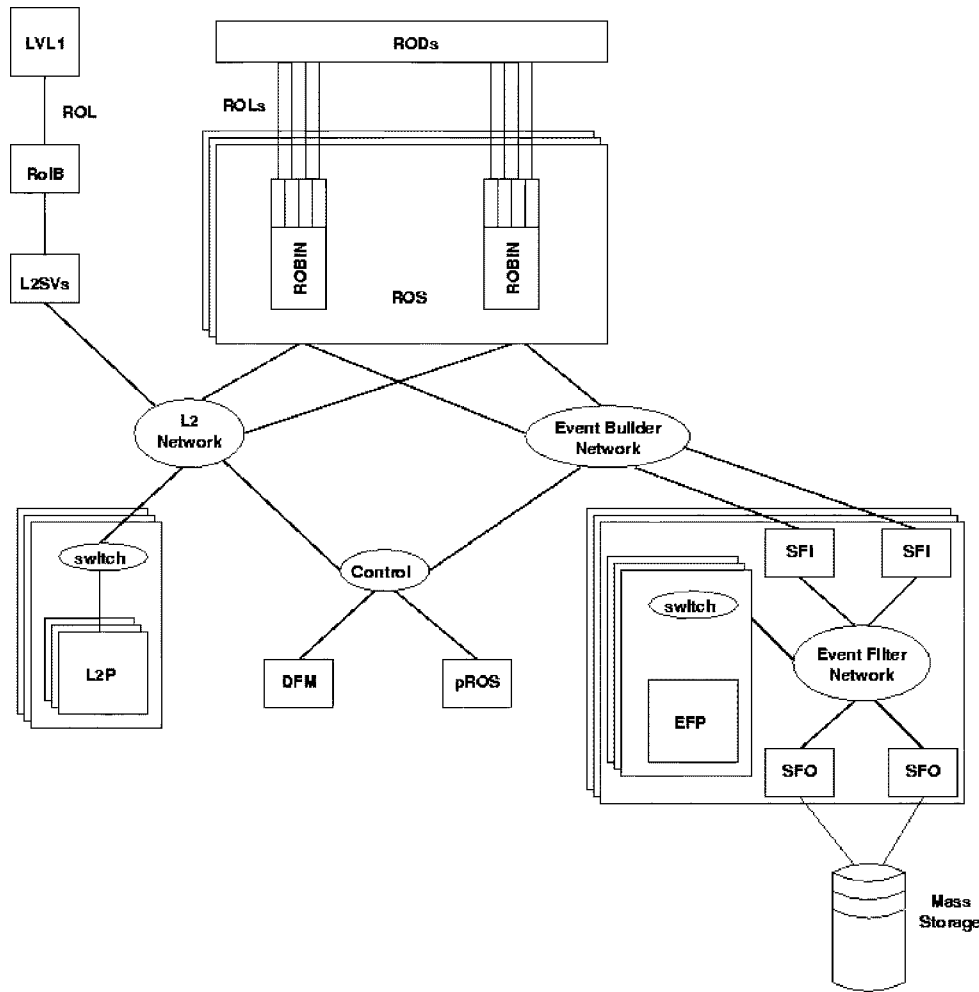 LVL1
RODs
ROL
ROLs
RoIB
ROBIN
ROBIN
L2SVs
ROS
L2
Network
Event Builder
Network
switch
Control
SFI
SFI
switch
L2P
DFM
pROS
Event Filter
Network
EFP
SFO
SFO
Mass
Storage